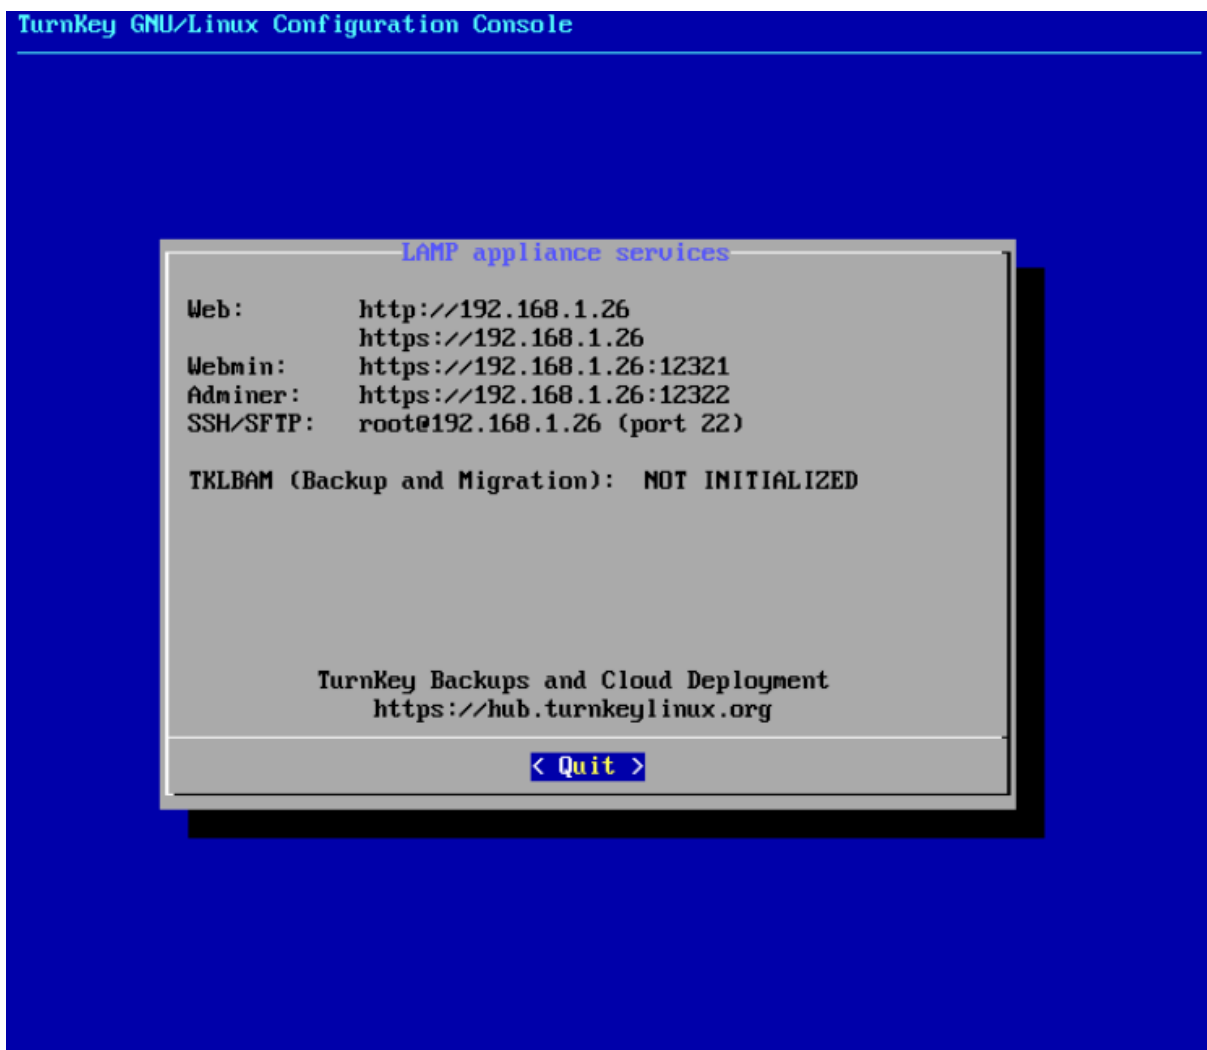 TurnKey GNU/Linux Configuration Console
LAMP appliance services
Web: http://192.168.1.26
https://192.168.1.26
Webmin: https://192.168.1.26:12321
Adminer: https://192.168.1.26:12322
SSH/SFTP: root@192.168.1.26 (port 22)
TKLBAM (Backup and Migration): NOT INITIALIZED
TurnKey Backups and Cloud Deployment
https://hub.turnkeylinux.org
< Quit >